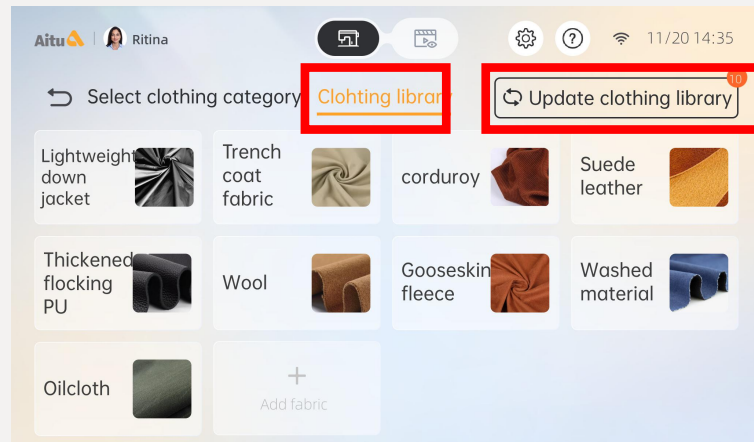 Aitu
Ritina
11/20 14:35
Select clothing category
Clohting library
Update clothing library
10
Lightweight
down
jacket
Trench
coat
fabric
corduroy
Suede
leather
Thickened
flocking
PU
Wool
Gooseskin
fleece
Washed
material
Oilcloth
Add fabric